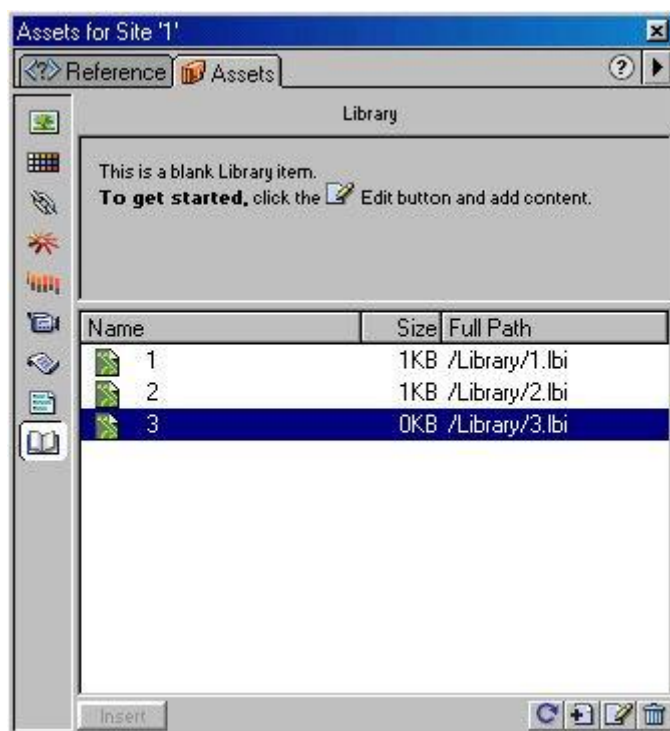 Assets for Site '1'
<?> Reference Assets
Library
This is a blank Library item.
To get started, click the Edit button and add content.
Name Size Full Path
1 1KB /Library/1.lbi
2 1KB /Library/2.lbi
3 0KB /Library/3.lbi
Insert